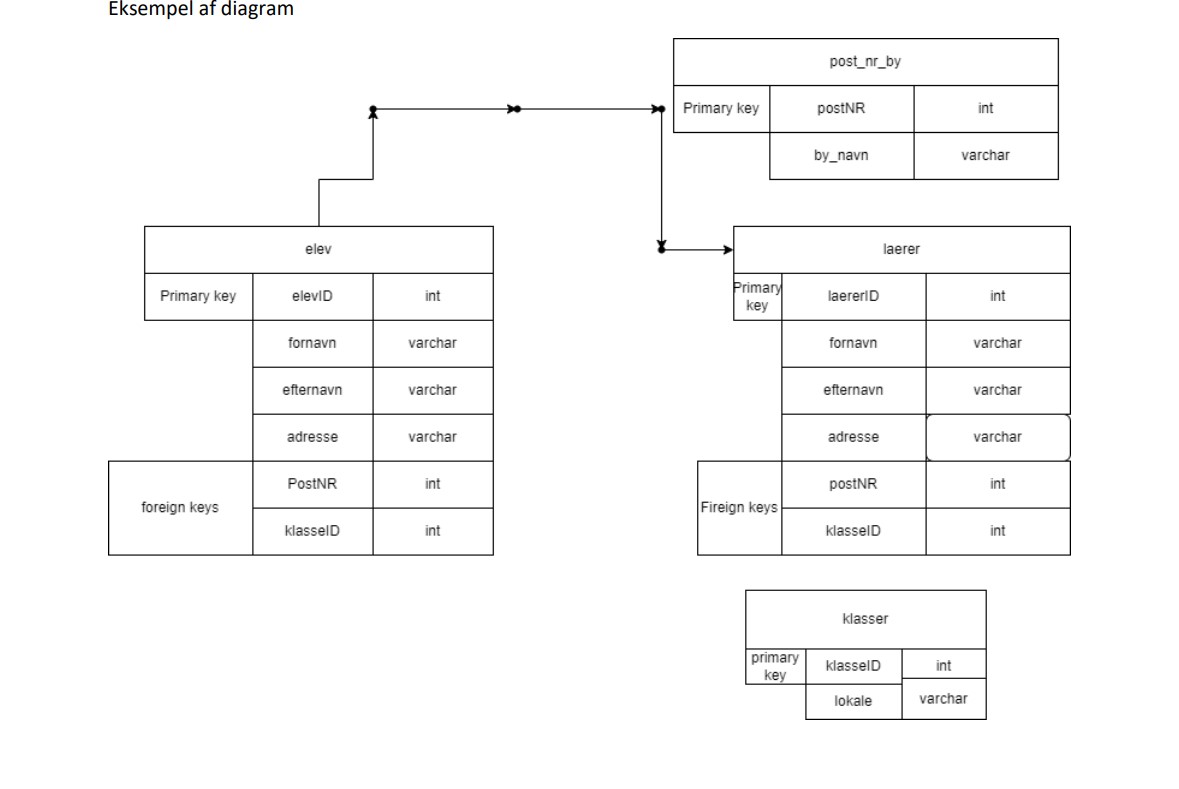 Eksempel af diagram
post_nr_by
Primary key postNR int
by_navn varchar
elev
Primary key elevID int
fornavn varchar
efternavn varchar
adresse varchar
foreign keys
PostNR int
klasseID int
laerer
Primary
key
laererID int
fornavn varchar
efternavn varchar
adresse varchar
Fireign keys
postNR int
klasseID int
klasser
primary
key
klasseID int
lokale varchar